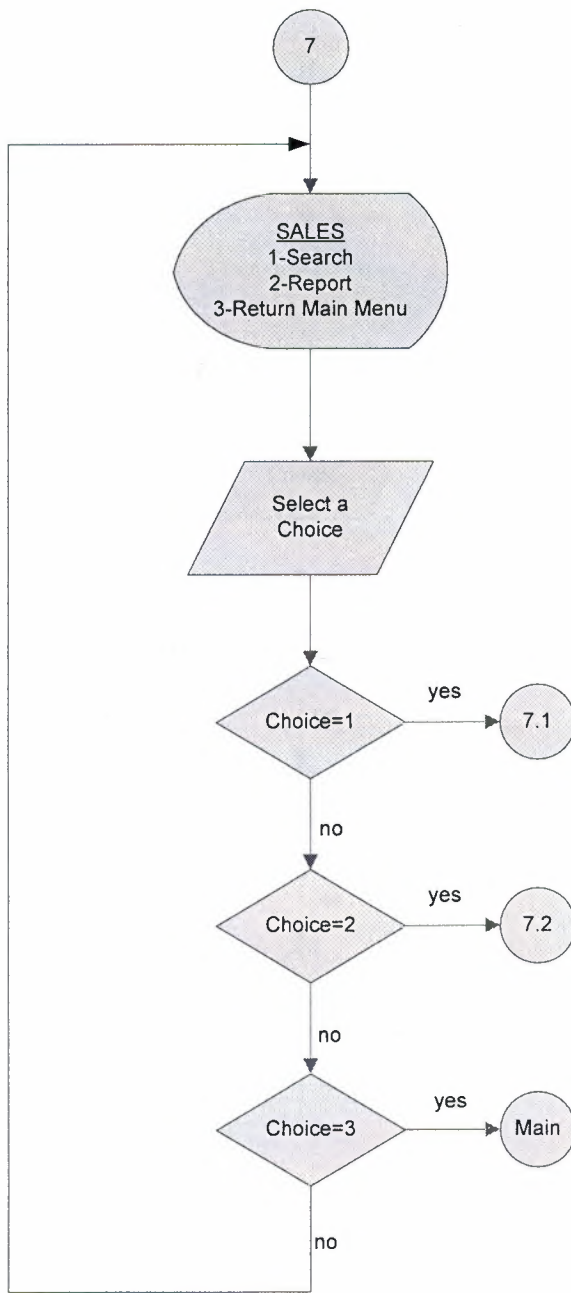 7
SALES
1-Search
2-Report
3-Return Main Menu
Select a
Choice
Choice=1
yes
7.1
no
Choice=2
yes
7.2
no
Choice=3
yes
Main
no